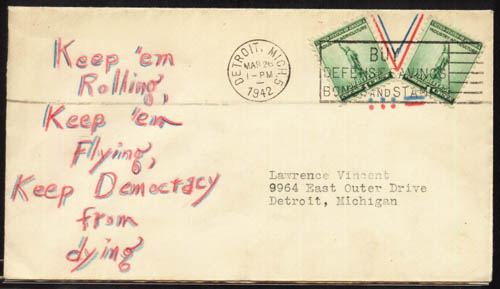 Keep 'em
Rolling,
Keep 'em
Flying,
Keep Democracy
from
dying
DETROIT, MICH. 5
MAR 26
1-PM
1942
BUY
DEFENSE SAVINGS
BONDS AND STAMPS
Lawrence Vincent
9964 East Outer Drive
Detroit, Michigan